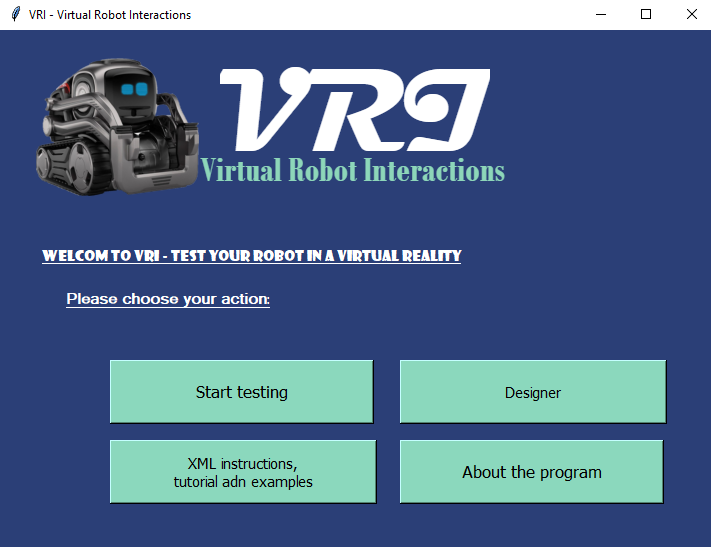 VRI - Virtual Robot Interactions
VRI
Virtual Robot Interactions
WELCOM TO VRI - TEST YOUR ROBOT IN A VIRTUAL REALITY
Please choose your action:
Start testing
Designer
XML instructions,
tutorial adn examples
About the program